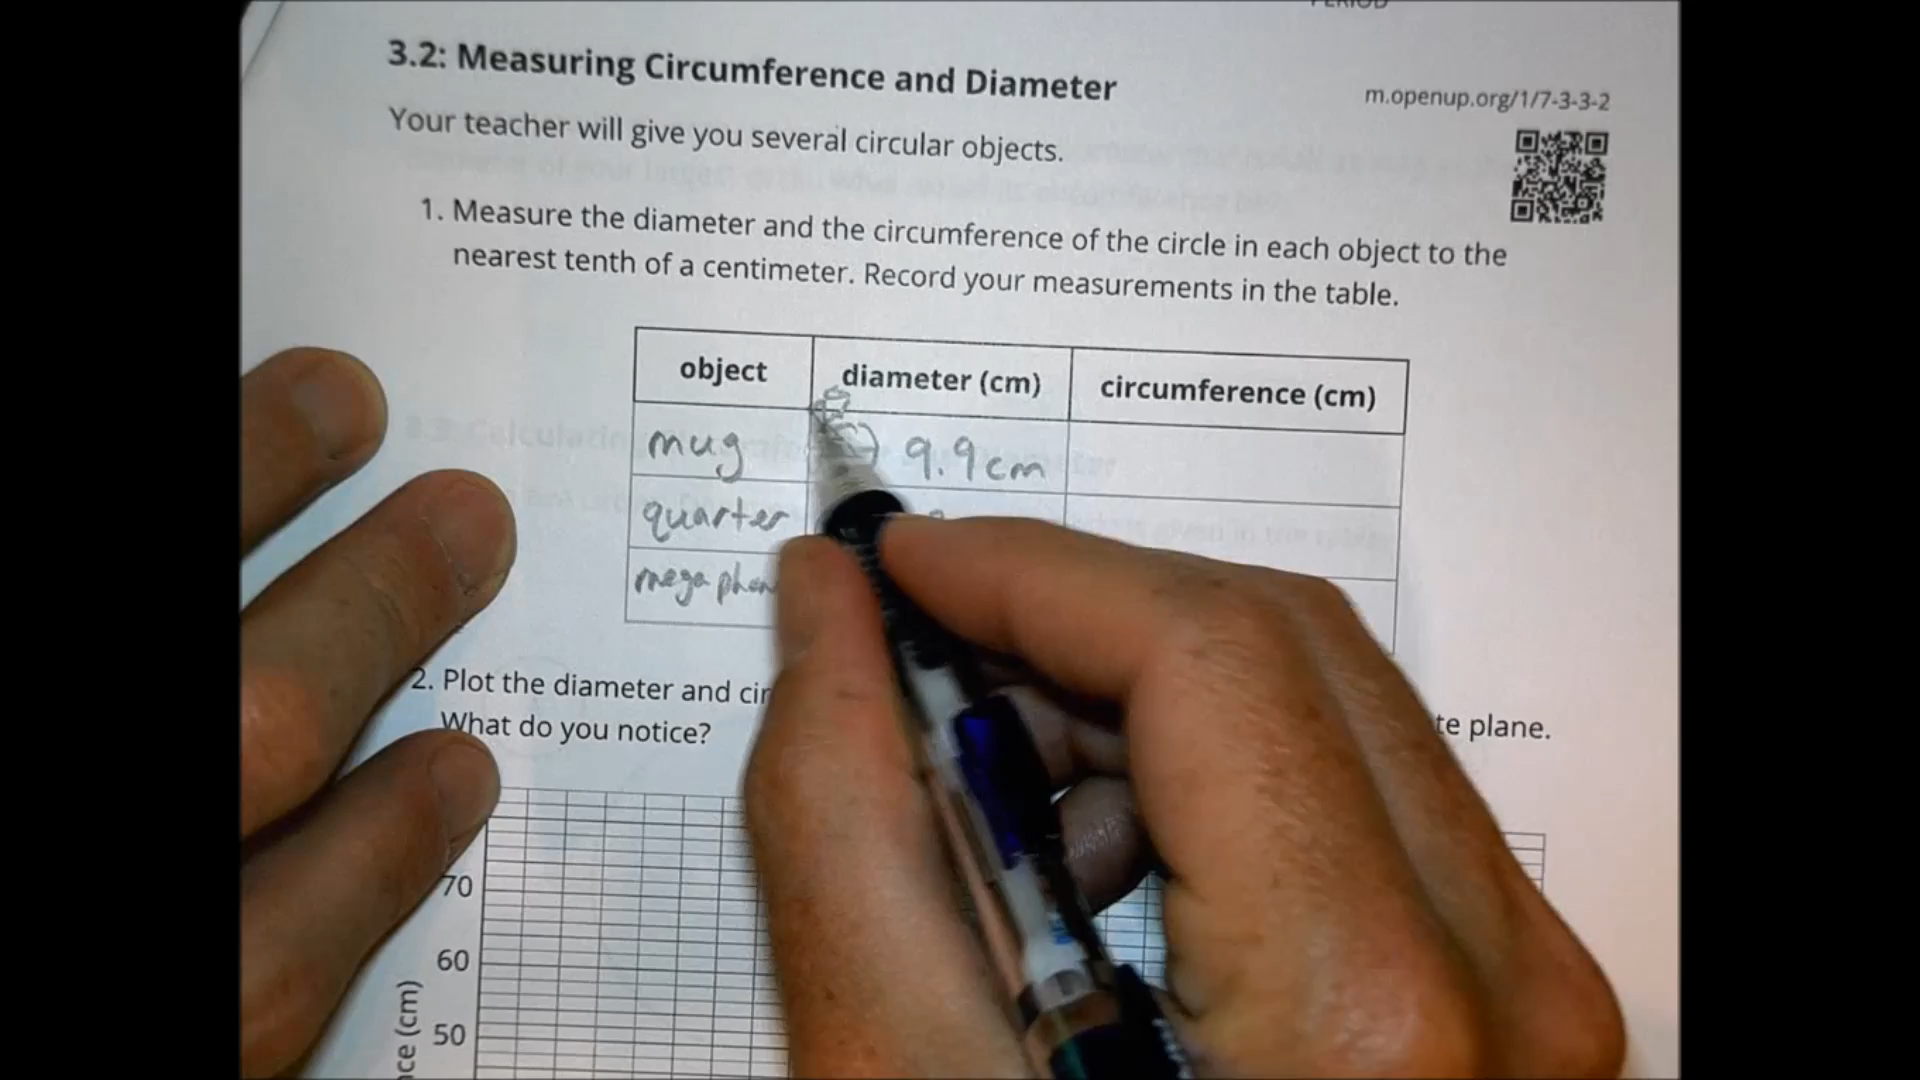 3.2: Measuring Circumference and Diameter
m.openup.org/1/7-3-3-2
Your teacher will give you several circular objects.
1. Measure the diameter and the circumference of the circle in each object to the
nearest tenth of a centimeter. Record your measurements in the table.
object diameter (cm) circumference (cm)
mug 9.9cm
quarter
2. Plot the diameter and
te plane.
What do you notice?
70
60
50
(cm)